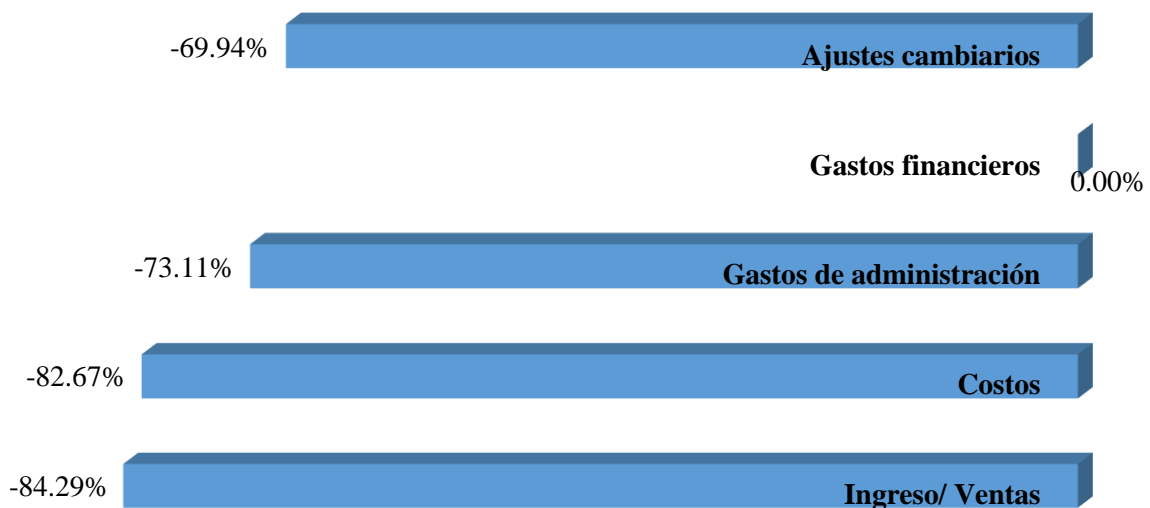 -69.94% Ajustes cambiarios
Gastos financieros
0.00%
-73.11% Gastos de administración
-82.67% Costos
-84.29% Ingreso/ Ventas